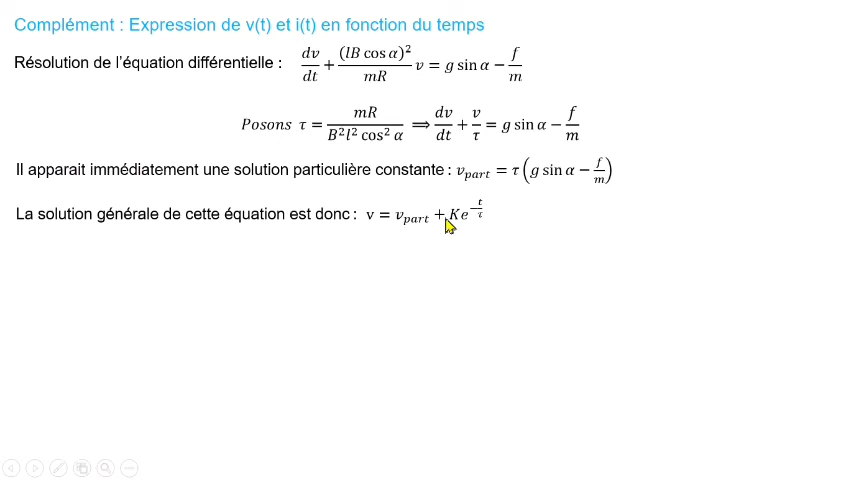 Complément : Expression de v(t) et i(t) en fonction du temps
Résolution de l'équation différentielle : dv/dt + (lB cos α)²/mR v = g sin α − f/m
Posons τ = mR/B²l² cos² α ⟹ dv/dt + v/τ = g sin α − f/m
Il apparait immédiatement une solution particulière constante : v_part = τ(g sin α − f/m)
La solution générale de cette équation est donc : v = v_part + Ke^(−t/τ)